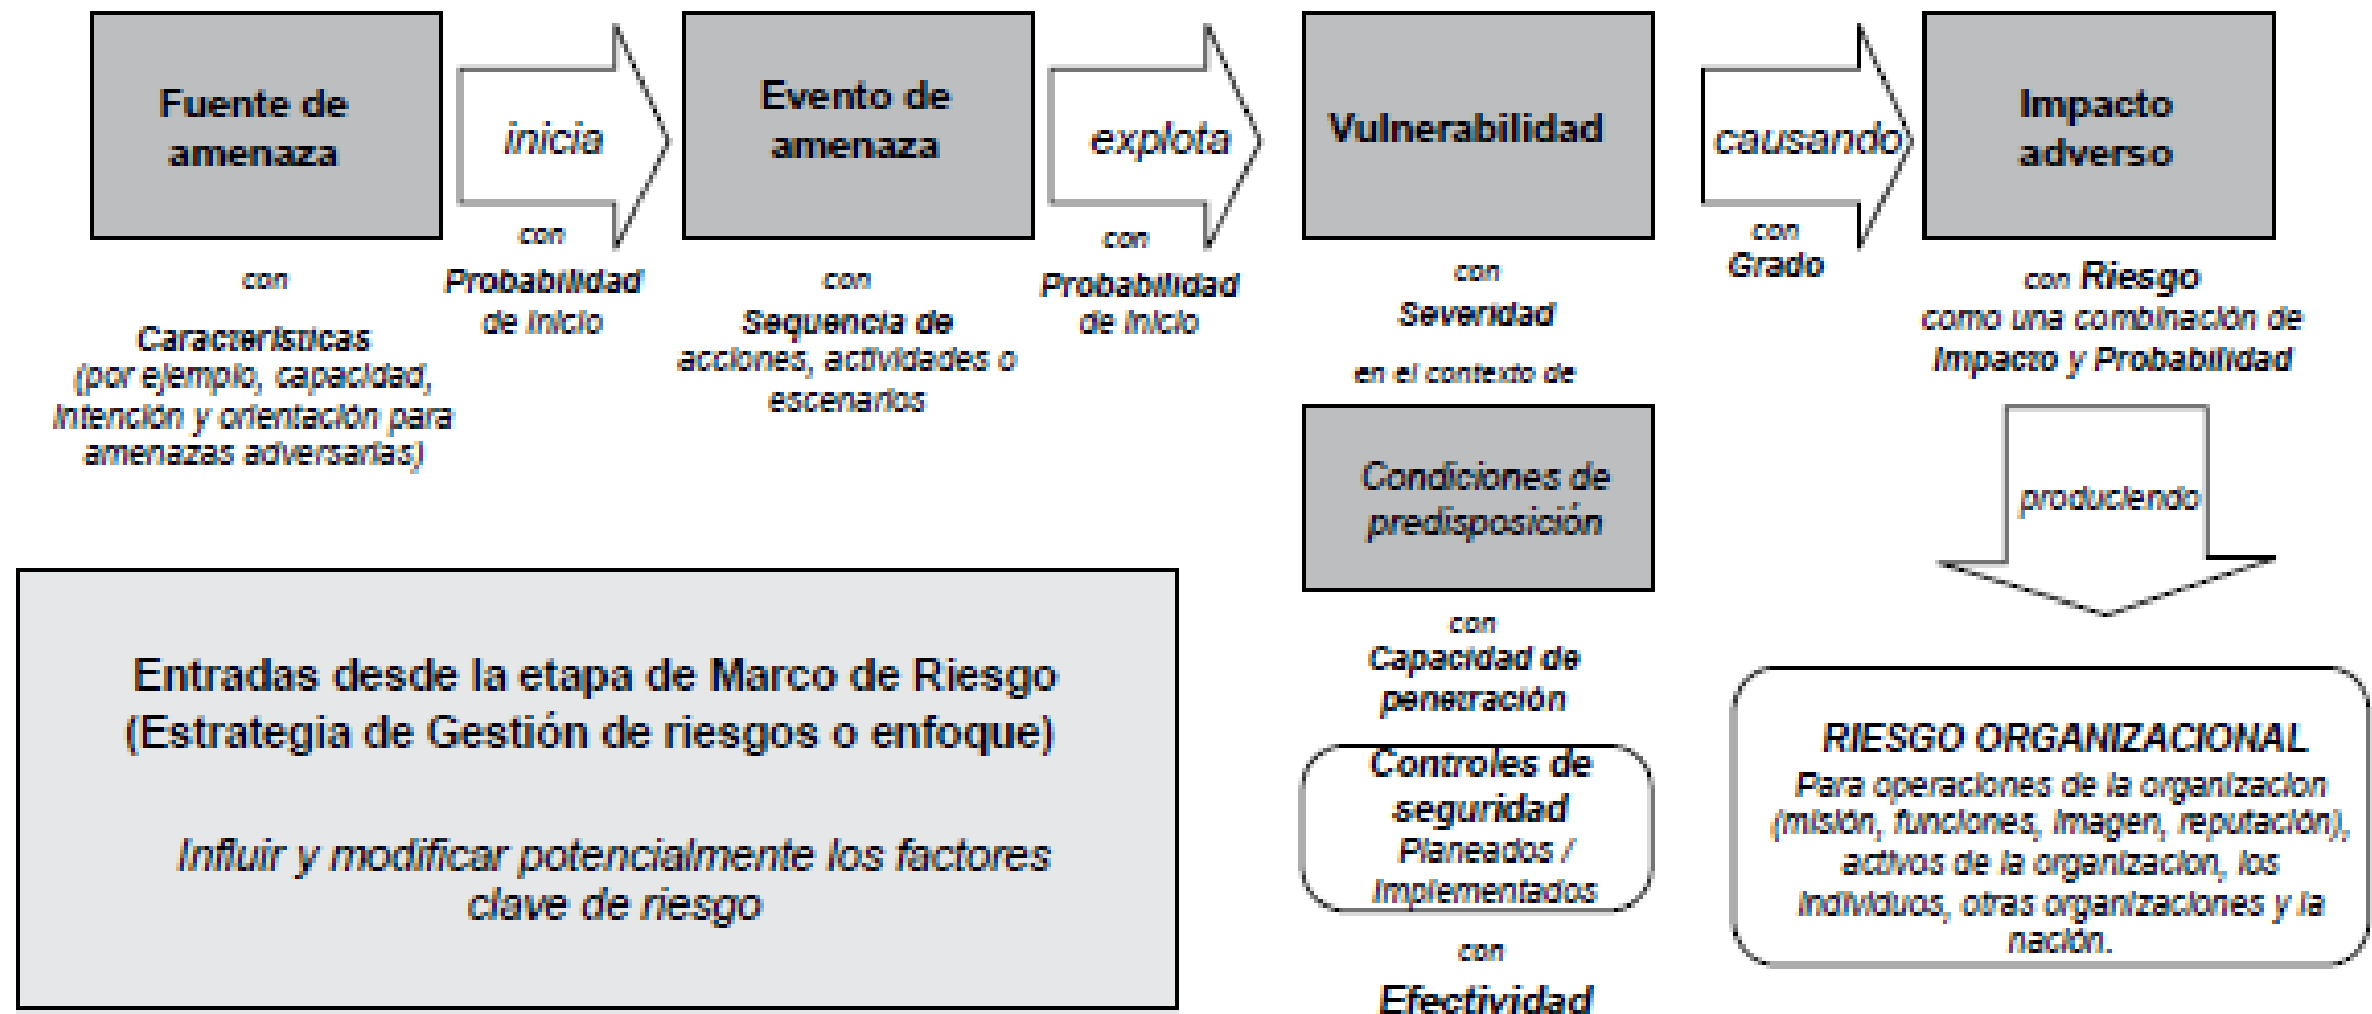 Fuente de
amenaza
con
Características
(por ejemplo, capacidad,
intención y orientación para
amenazas adversarias)
inicia
con
Probabilidad
de inicio
Evento de
amenaza
con
Sequencia de
acciones, actividades o
escenarios
explota
con
Probabilidad
de inicio
Vulnerabilidad
con
Severidad
en el contexto de
Condiciones de
predisposición
con
Capacidad de
penetración
Controles de
seguridad
Planeados /
Implementados
con
Efectividad
causando
con
Grado
Impacto
adverso
con Riesgo
como una combinación de
Impacto y Probabilidad
produciendo
RIESGO ORGANIZACIONAL
Para operaciones de la organizacion
(misión, funciones, imagen, reputación),
activos de la organizacion, los
individuos, otras organizaciones y la
nación.
Entradas desde la etapa de Marco de Riesgo
(Estrategia de Gestión de riesgos o enfoque)
Influir y modificar potencialmente los factores
clave de riesgo